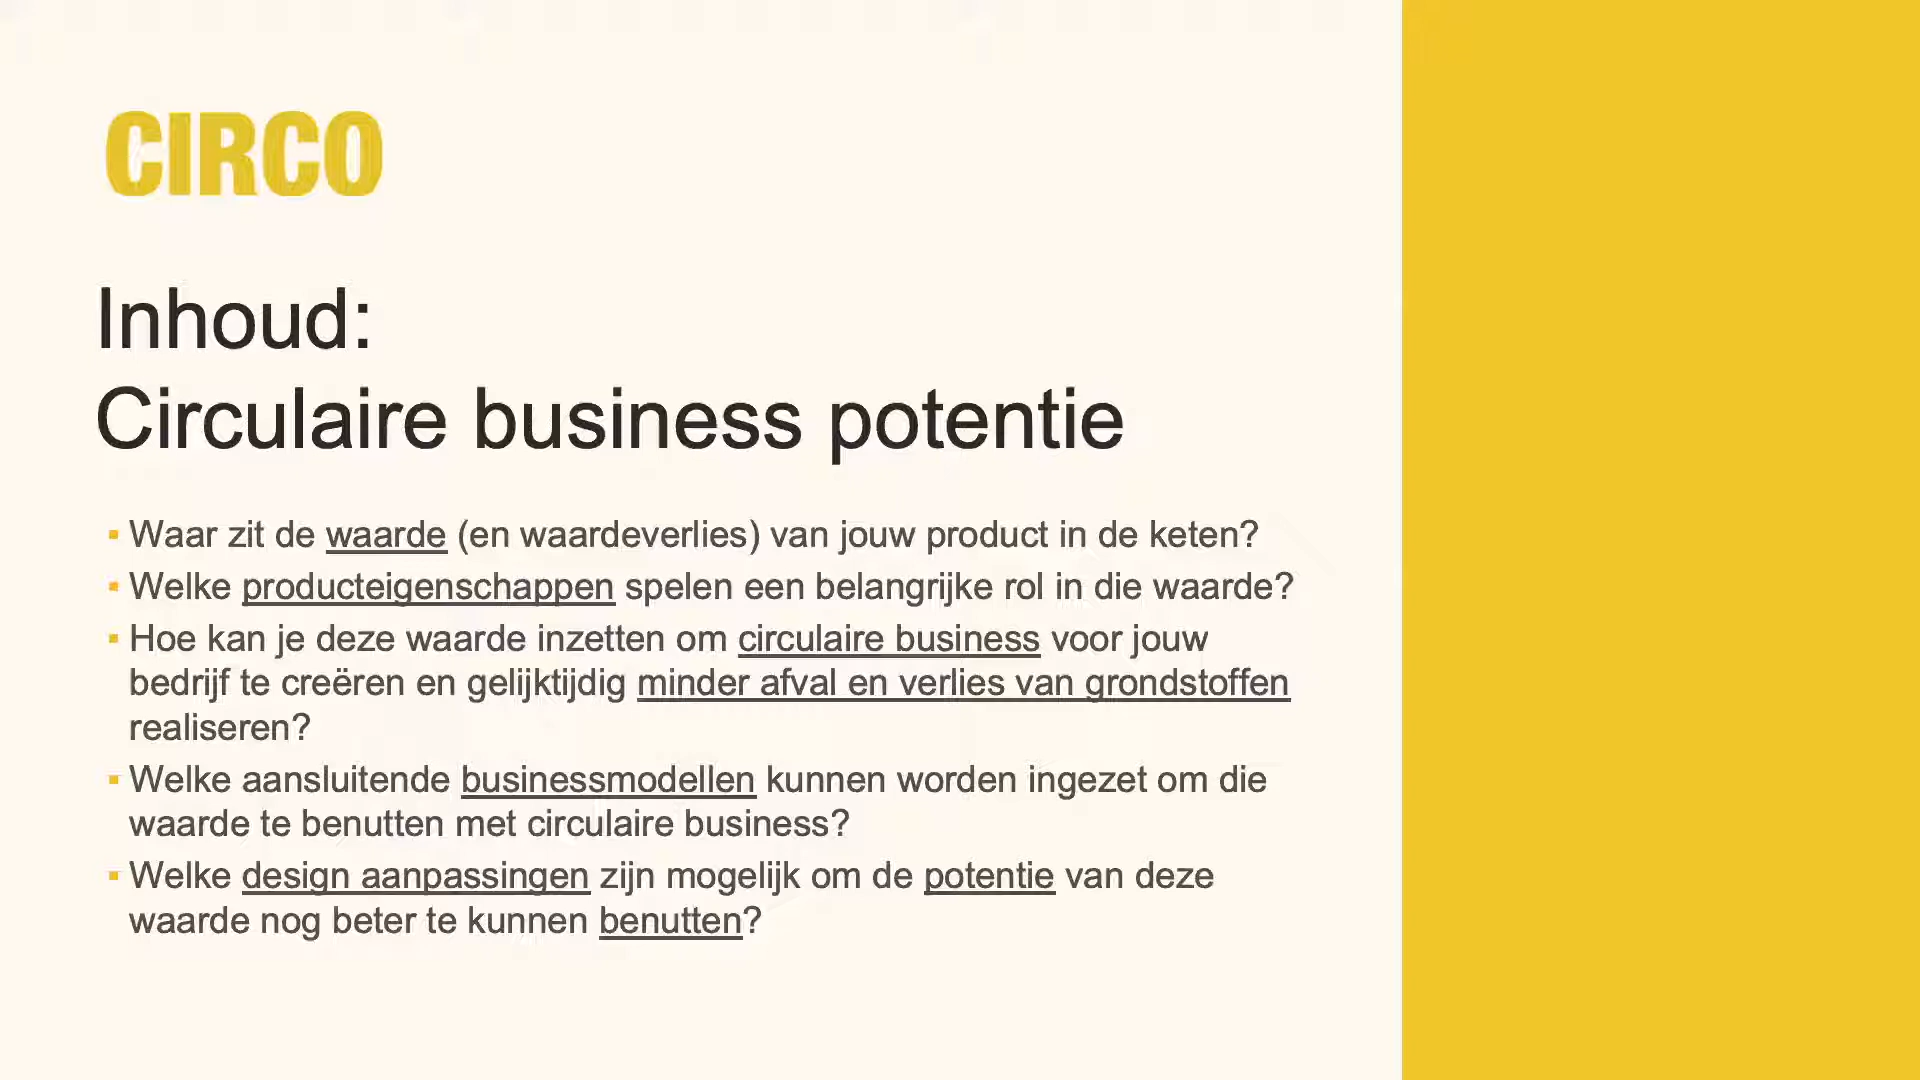 CIRCO
Inhoud:
Circulaire business potentie
▪ Waar zit de waarde (en waardeverlies) van jouw product in de keten?
▪ Welke producteigenschappen spelen een belangrijke rol in die waarde?
▪ Hoe kan je deze waarde inzetten om circulaire business voor jouw
bedrijf te creëren en gelijktijdig minder afval en verlies van grondstoffen
realiseren?
▪ Welke aansluitende businessmodellen kunnen worden ingezet om die
waarde te benutten met circulaire business?
▪ Welke design aanpassingen zijn mogelijk om de potentie van deze
waarde nog beter te kunnen benutten?